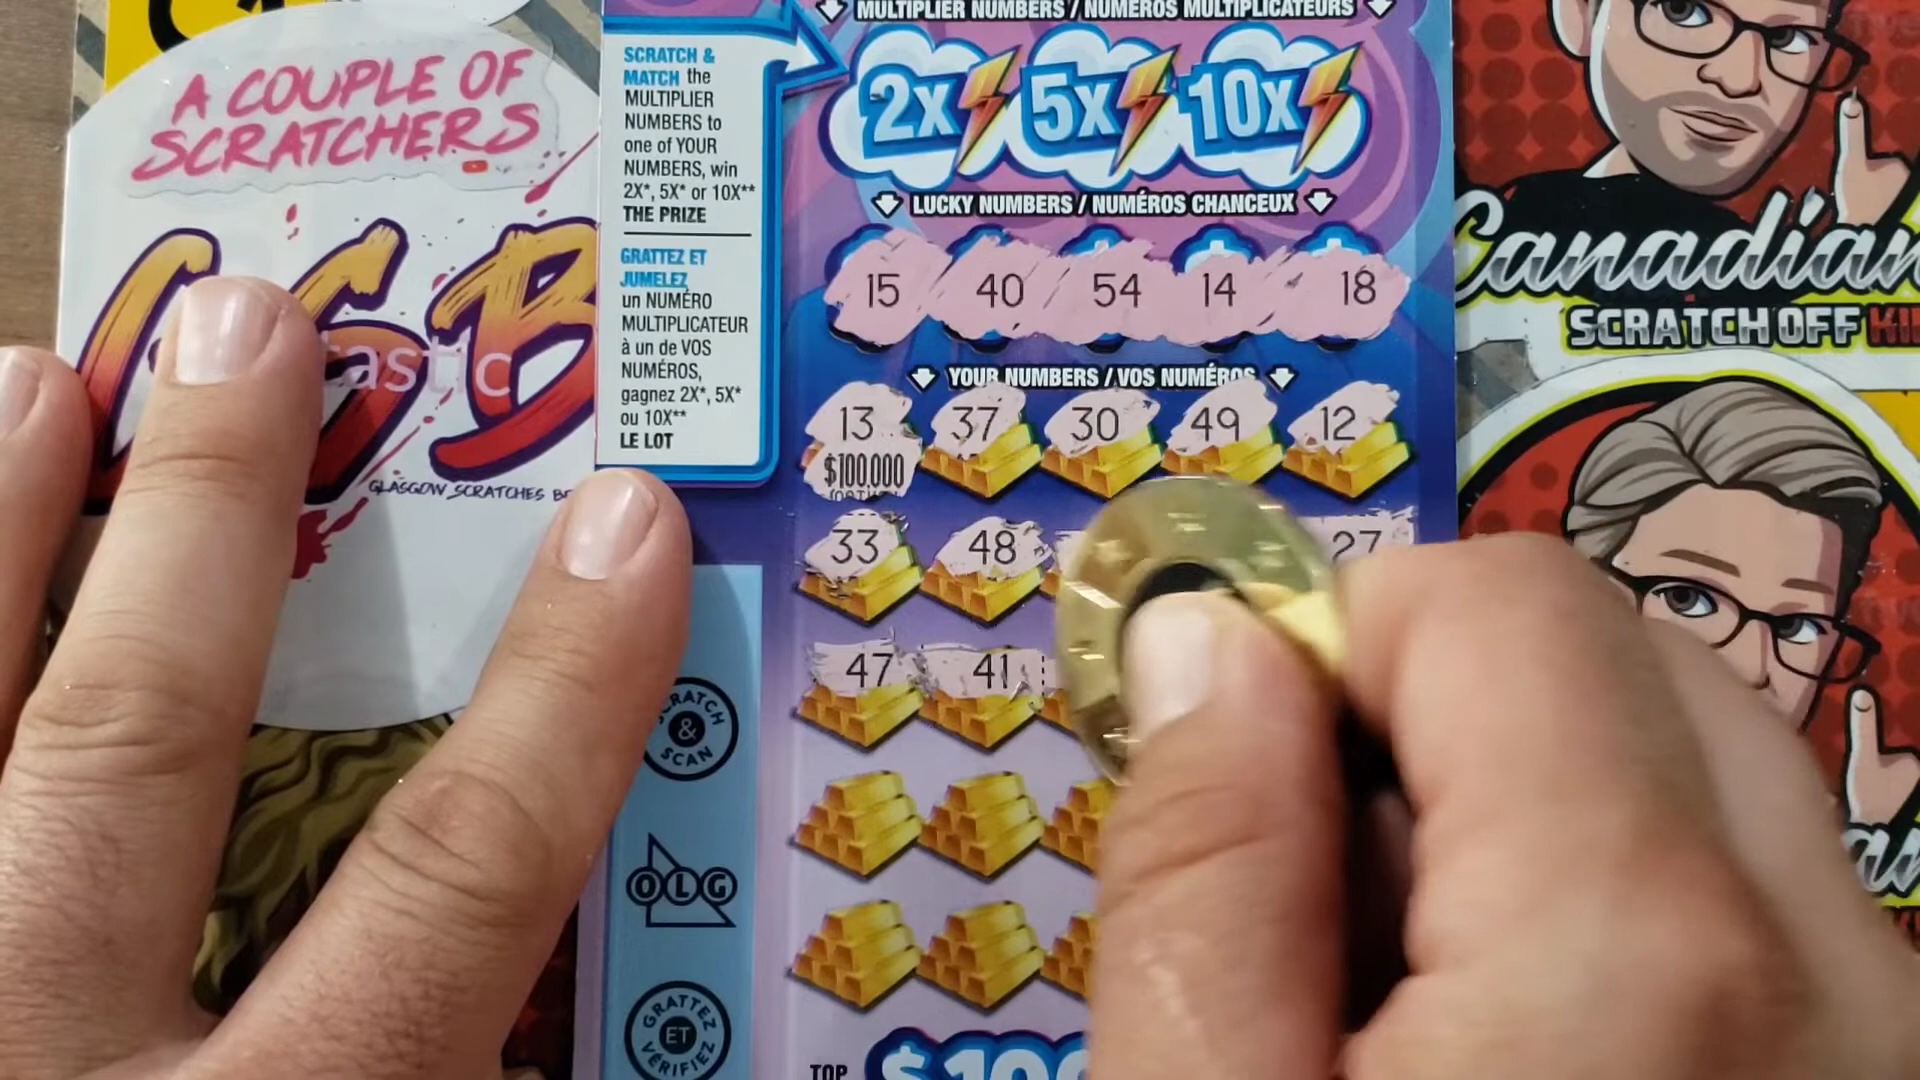 A COUPLE OF
SCRATCHERS
GSB
tastic
GLASGOW SCRATCHES
SCRATCH &
MATCH the
MULTIPLIER
NUMBERS to
one of YOUR
NUMBERS, win
2X*, 5X* or 10X**
THE PRIZE
GRATTEZ ET
JUMELEZ
un NUMÉRO
MULTIPLICATEUR
à un de VOS
NUMÉROS,
gagnez 2X*, 5X*
ou 10X**
LE LOT
MULTIPLIER NUMBERS / NUMÉROS MULTIPLICATEURS
2X 5X 10X
LUCKY NUMBERS / NUMÉROS CHANCEUX
15 40 54 14 18
YOUR NUMBERS / VOS NUMÉROS
13 37 30 49 12
$100,000
33 48 27
47 41
SCRATCH
&
SCAN
OLG
GRATTEZ
ET
VÉRIFIEZ
TOP
$100
Canadian
SCRATCH OFF